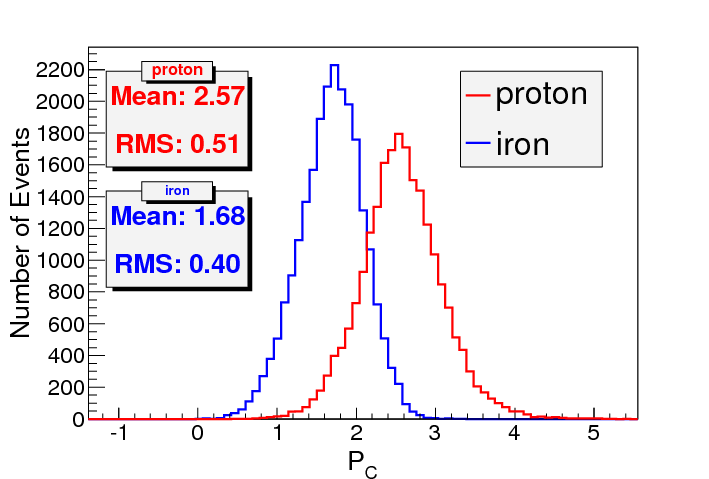 proton
Mean: 2.57
RMS: 0.51
iron
Mean: 1.68
RMS: 0.40
proton
iron
Number of Events
2200
2000
1800
1600
1400
1200
1000
800
600
400
200
0
-1 0 1 2 3 4 5
P_C